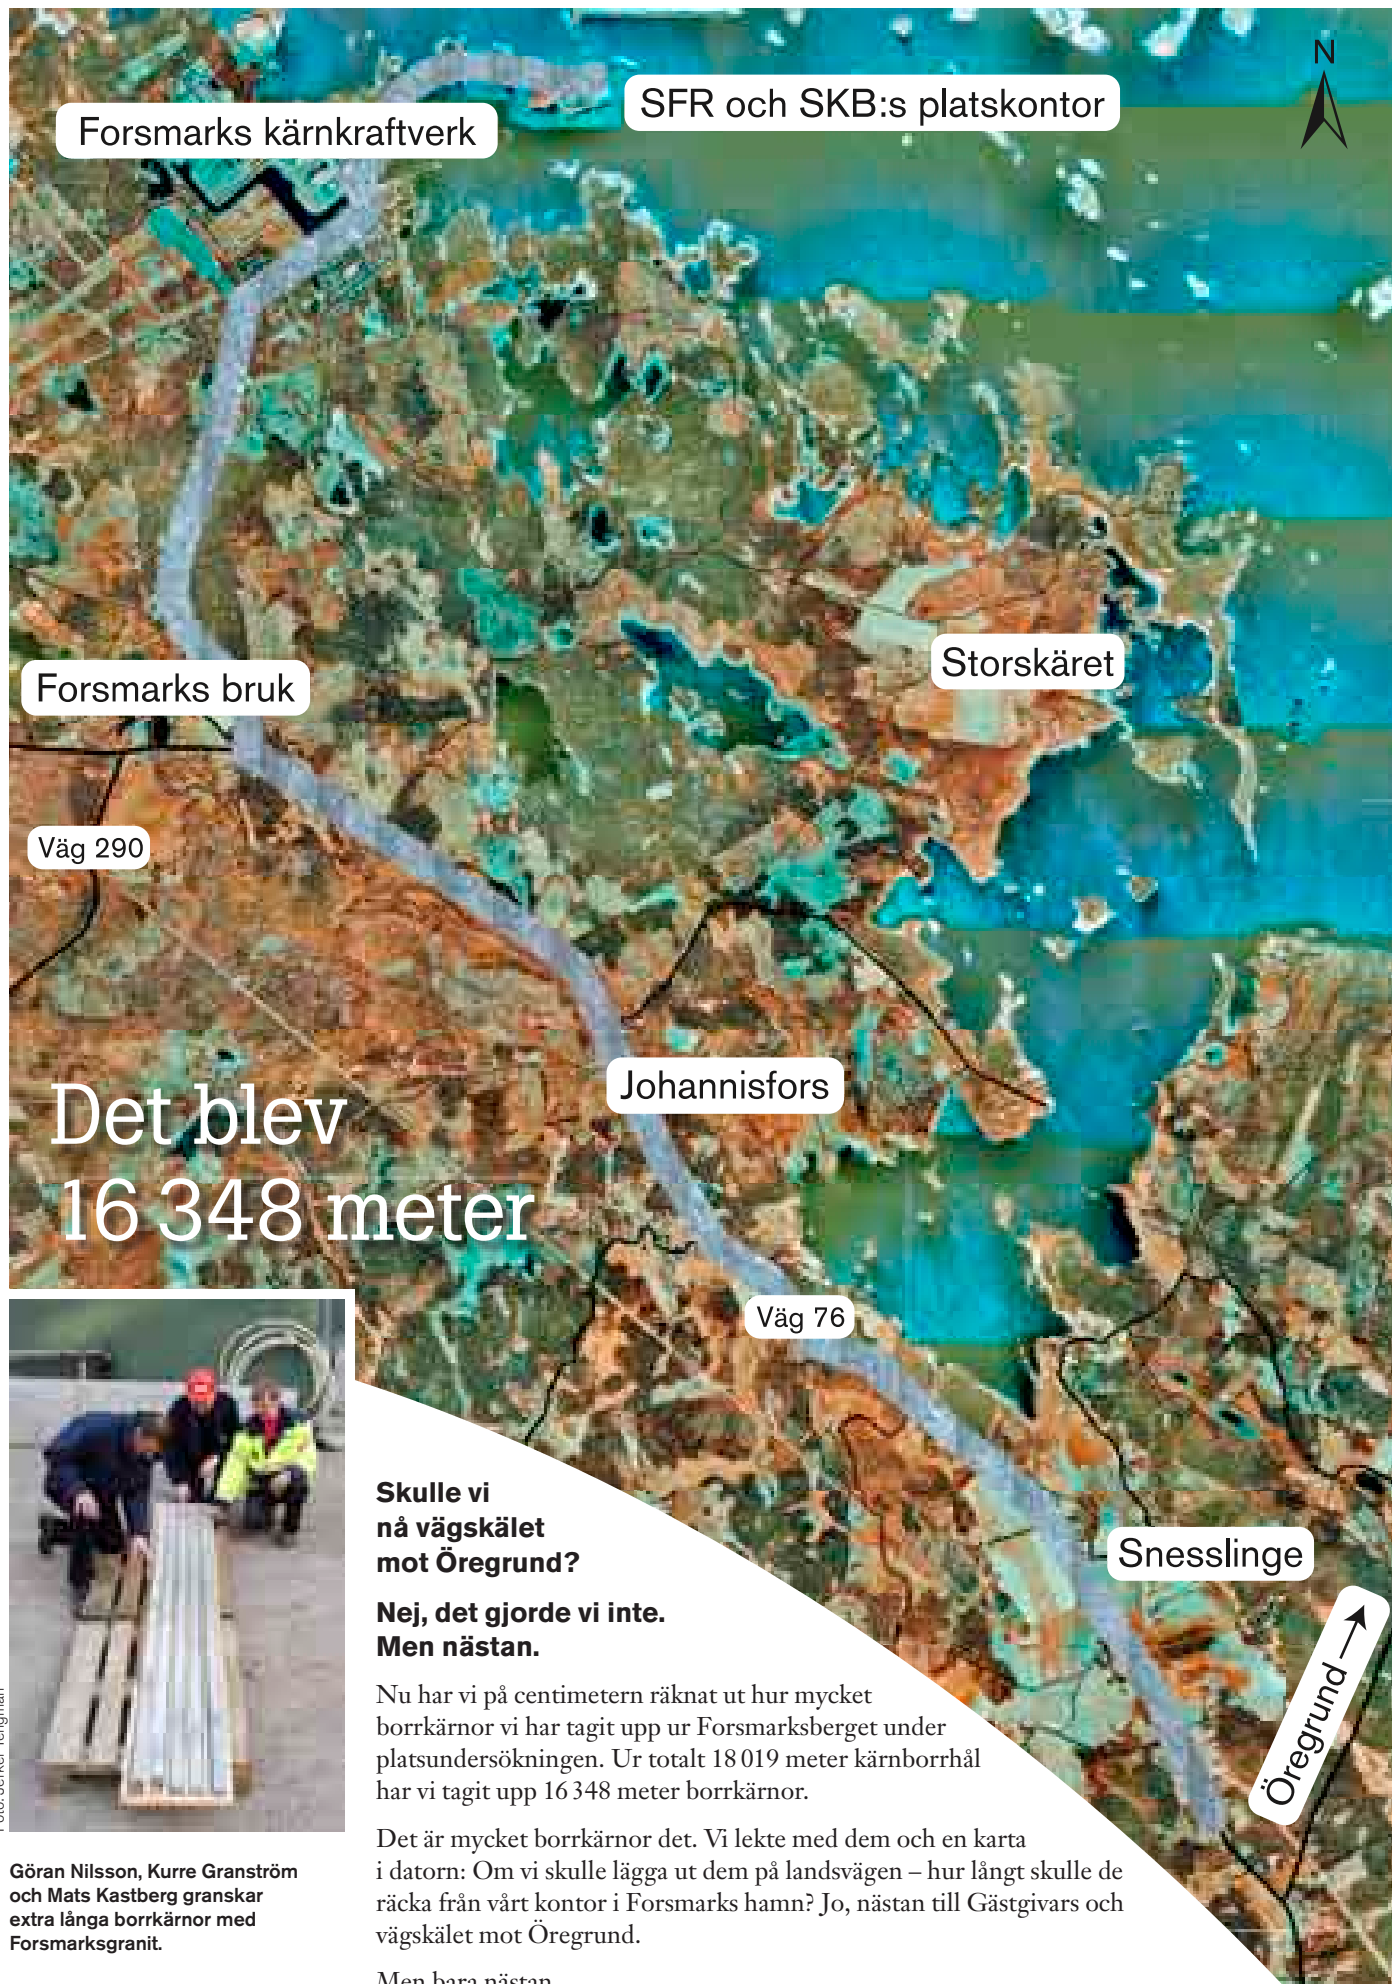 N
SFR och SKB:s platskontor
Forsmarks kärnkraftverk
Storskäret
Forsmarks bruk
Väg 290
Johannisfors
Det blev
16 348 meter
Väg 76
Snesslinge
Öregrund
Skulle vi
nå vägskälet
mot Öregrund?
Nej, det gjorde vi inte.
Men nästan.
Nu har vi på centimetern räknat ut hur mycket
borrkärnor vi har tagit upp ur Forsmarksberget under
platsundersökningen. Ur totalt 18 019 meter kärnborrhål
har vi tagit upp 16 348 meter borrkärnor.
Det är mycket borrkärnor det. Vi lekte med dem och en karta
i datorn: Om vi skulle lägga ut dem på landsvägen – hur långt skulle de
räcka från vårt kontor i Forsmarks hamn? Jo, nästan till Gästgivars och
vägskälet mot Öregrund.
Men bara nästan
Göran Nilsson, Kurre Granström
och Mats Kastberg granskar
extra långa borrkärnor med
Forsmarksgranit.